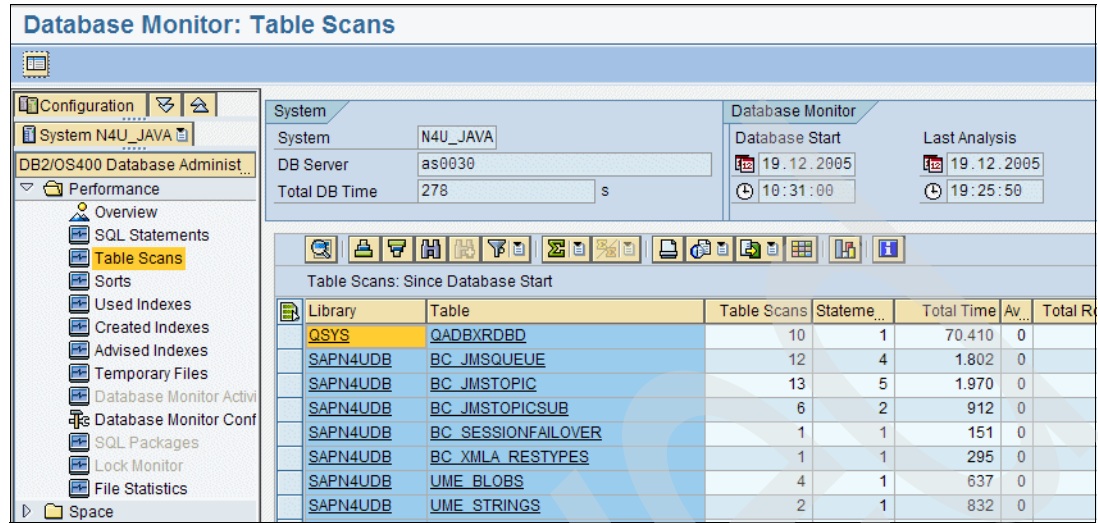 Database Monitor: Table Scans
Configuration
System N4U_JAVA
DB2/OS400 Database Administ...
Performance
Overview
SQL Statements
Table Scans
Sorts
Used Indexes
Created Indexes
Advised Indexes
Temporary Files
Database Monitor Activi
Database Monitor Conf
SQL Packages
Lock Monitor
File Statistics
Space
System
System N4U_JAVA
DB Server as0030
Total DB Time 278 s
Database Monitor
Database Start Last Analysis
19.12.2005 19.12.2005
10:31:00 19:25:50
Table Scans: Since Database Start
Library Table Table Scans Stateme... Total Time Av... Total Ro
QSYS QADBXRDBD 10 1 70.410 0
SAPN4UDB BC_JMSQUEUE 12 4 1.802 0
SAPN4UDB BC_JMSTOPIC 13 5 1.970 0
SAPN4UDB BC_JMSTOPICSUB 6 2 912 0
SAPN4UDB BC_SESSIONFAILOVER 1 1 151 0
SAPN4UDB BC_XMLA_RESTYPES 1 1 295 0
SAPN4UDB UME_BLOBS 4 1 637 0
SAPN4UDB UME_STRINGS 2 1 832 0